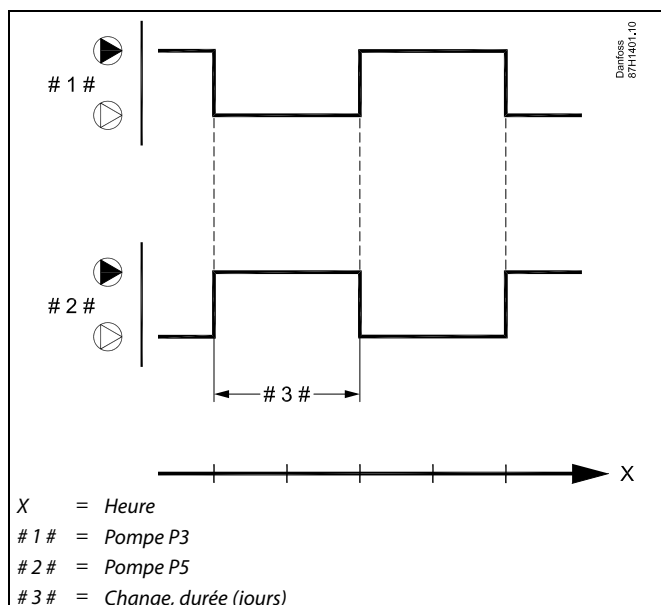 Danfoss
87H1401.10
# 1 #
# 2 #
# 3 #
X
X = Heure
# 1 # = Pompe P3
# 2 # = Pompe P5
# 3 # = Change, durée (jours)